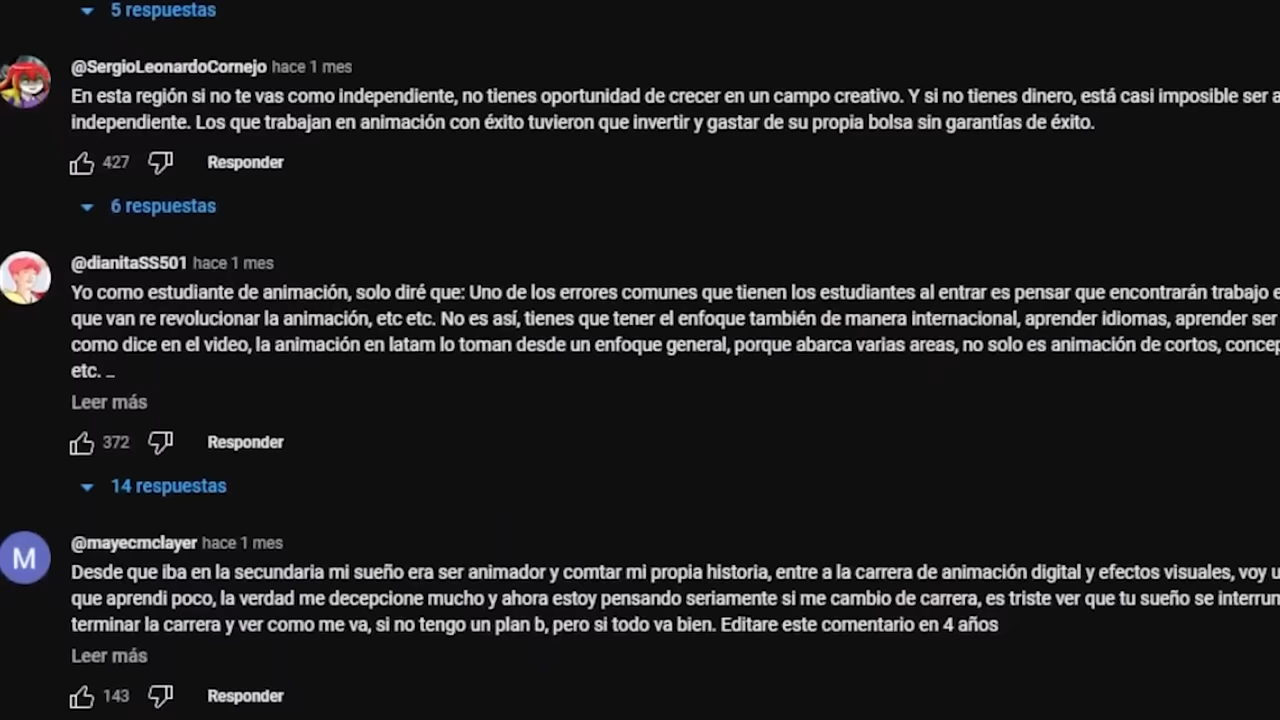 5 respuestas
@SergioLeonardoCornejo hace 1 mes
En esta región si no te vas como independiente, no tienes oportunidad de crecer en un campo creativo. Y si no tienes dinero, está casi imposible ser
independiente. Los que trabajan en animación con éxito tuvieron que invertir y gastar de su propia bolsa sin garantías de éxito.
427 Responder
6 respuestas
@dianitaSS501 hace 1 mes
Yo como estudiante de animación, solo diré que: Uno de los errores comunes que tienen los estudiantes al entrar es pensar que encontrarán trabajo
que van re revolucionar la animación, etc etc. No es así, tienes que tener el enfoque también de manera internacional, aprender idiomas, aprender ser
como dice en el video, la animación en latam lo toman desde un enfoque general, porque abarca varias areas, no solo es animación de cortos,
etc. _
Leer más
372 Responder
14 respuestas
M
@mayecmclayer hace 1 mes
Desde que iba en la secundaria mi sueño era ser animador y comtar mi propia historia, entre a la carrera de animación digital y efectos visuales, voy
que aprendi poco, la verdad me decepcione mucho y ahora estoy pensando seriamente si me cambio de carrera, es triste ver que tu sueño se
terminar la carrera y ver como me va, si no tengo un plan b, pero si todo va bien. Editare este comentario en 4 años
Leer más
143 Responder